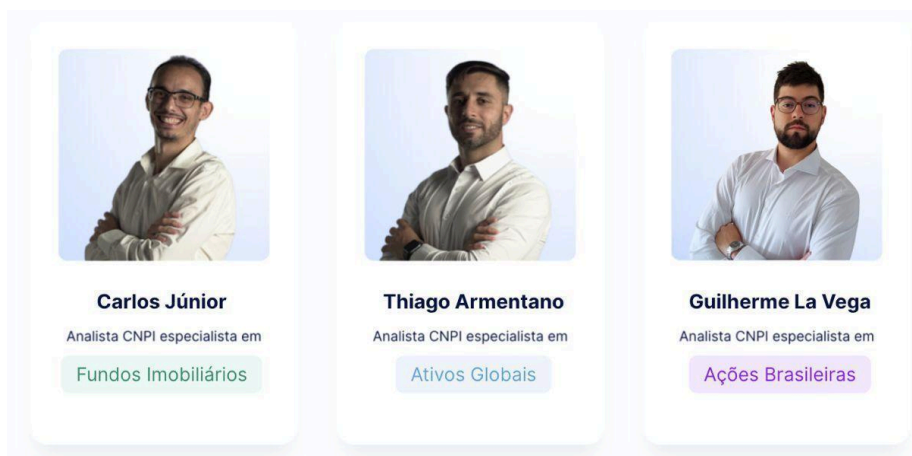 Carlos Júnior
Analista CNPI especialista em
Fundos Imobiliários
Thiago Armentano
Analista CNPI especialista em
Ativos Globais
Guilherme La Vega
Analista CNPI especialista em
Ações Brasileiras